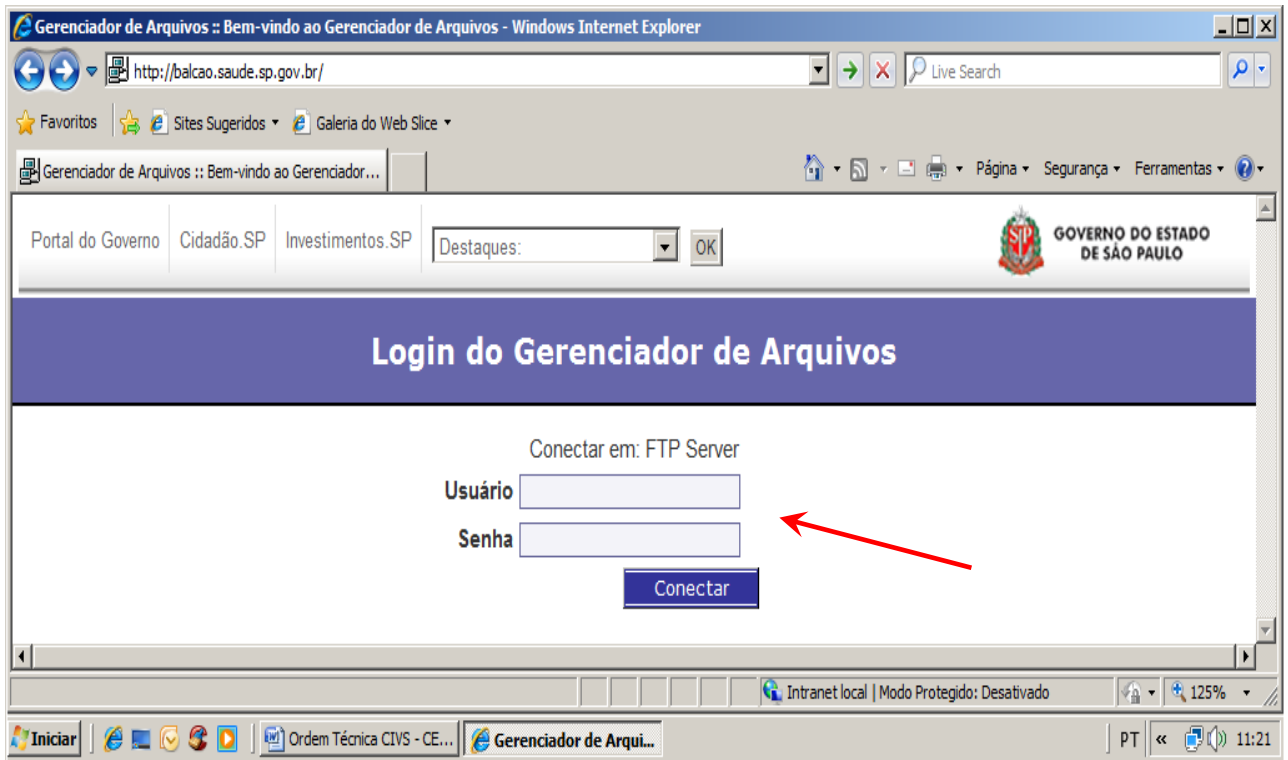 Gerenciador de Arquivos :: Bem-vindo ao Gerenciador de Arquivos - Windows Internet Explorer
http://balcao.saude.sp.gov.br/
Live Search
Favoritos
Sites Sugeridos
Galeria do Web Slice
Gerenciador de Arquivos :: Bem-vindo ao Gerenciador...
Página
Segurança
Ferramentas
Portal do Governo
Cidadão.SP
Investimentos.SP
Destaques:
OK
GOVERNO DO ESTADO
DE SÃO PAULO
Login do Gerenciador de Arquivos
Conectar em: FTP Server
Usuário
Senha
Conectar
Intranet local | Modo Protegido: Desativado
125%
Iniciar
Ordem Técnica CIVS - CE...
Gerenciador de Arqui...
PT
«
11:21